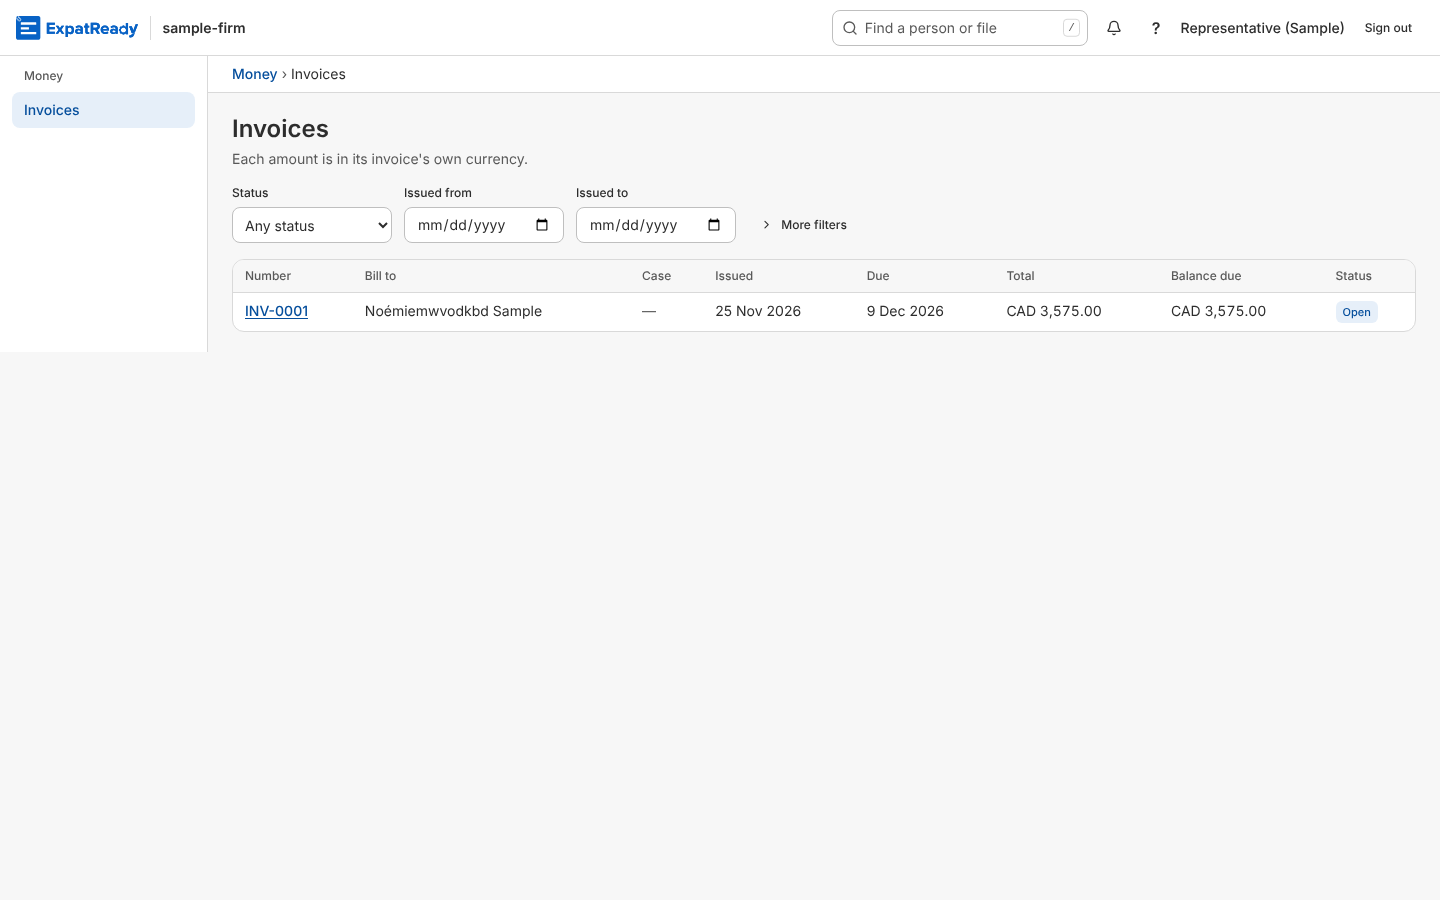 ExpatReady
sample-firm
Find a person or file
/
?
Representative (Sample)
Sign out
Money
Invoices
Money › Invoices
Invoices
Each amount is in its invoice's own currency.
Status
Issued from
Issued to
Any status
mm/dd/yyyy
mm/dd/yyyy
More filters
Number Bill to Case Issued Due Total Balance due Status
INV-0001 Noémiemwvodkbd Sample — 25 Nov 2026 9 Dec 2026 CAD 3,575.00 CAD 3,575.00 Open